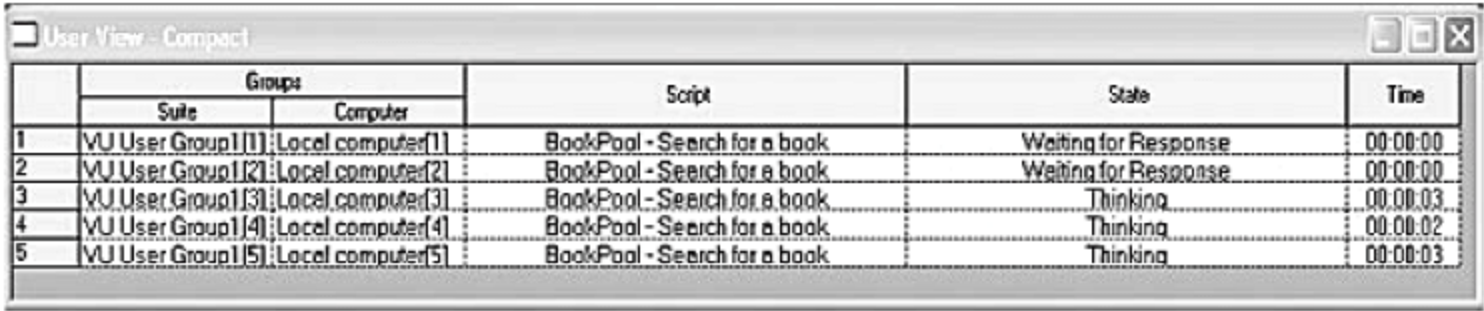 User View - Compact
Groups Script State Time
Suite Computer
1 VU User Group1[1] Local computer[1] BookPool - Search for a book Waiting for Response 00:00:00
2 VU User Group1[2] Local computer[2] BookPool - Search for a book Waiting for Response 00:00:00
3 VU User Group1[3] Local computer[3] BookPool - Search for a book Thinking 00:00:03
4 VU User Group1[4] Local computer[4] BookPool - Search for a book Thinking 00:00:02
5 VU User Group1[5] Local computer[5] BookPool - Search for a book Thinking 00:00:03